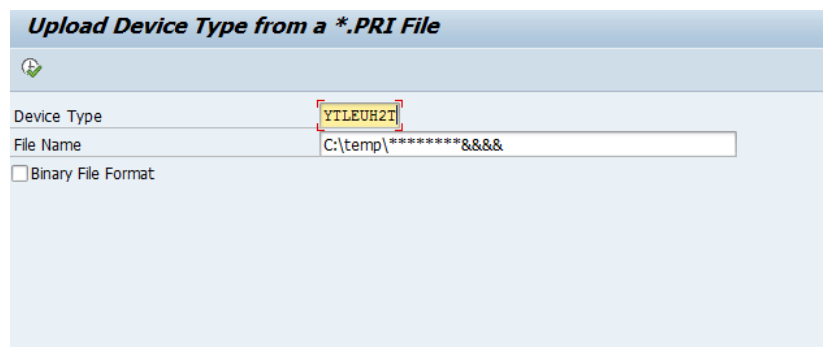 Upload Device Type from a *.PRI File
Device Type YTLEUH2T
File Name C:\temp\********&&&&
Binary File Format